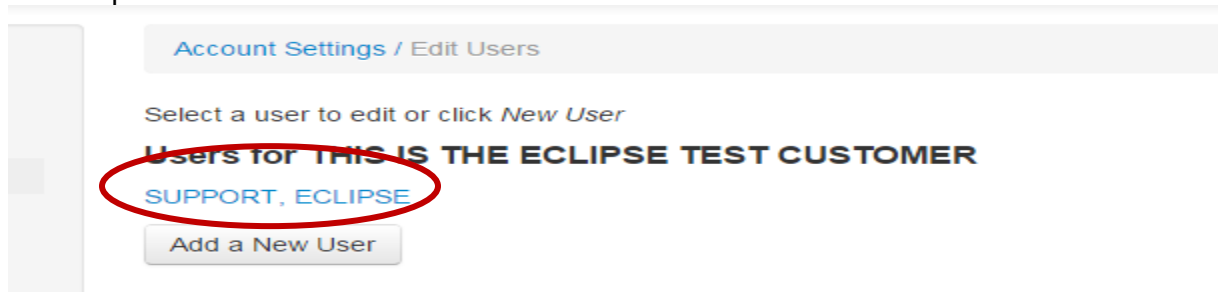 Account Settings / Edit Users
Select a user to edit or click New User
Users for THIS IS THE ECLIPSE TEST CUSTOMER
SUPPORT, ECLIPSE
Add a New User